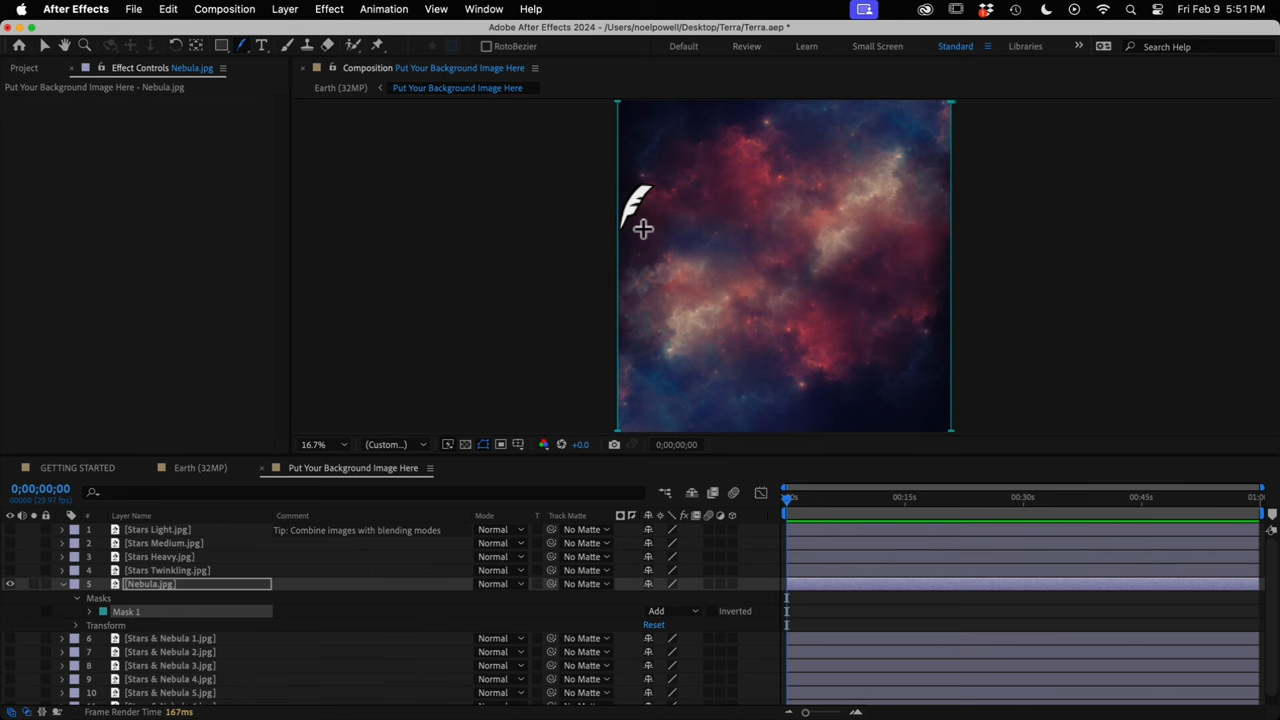 After Effects File Edit Composition Layer Effect Animation View Window Help Fri Feb 9 5:51 PM
Adobe After Effects 2024 - /Users/noelpowell/Desktop/Terra/Terra.aep *
RotoBezier Default Review Learn Small Screen Standard Libraries Search Help
Project Effect Controls Nebula.jpg Composition Put Your Background Image Here
Put Your Background Image Here - Nebula.jpg Earth (32MP) Put Your Background Image Here
16.7% (Custom...) +0.0 0;00;00;00
GETTING STARTED Earth (32MP) Put Your Background Image Here
0;00;00;00
00000 (29.97 fps) :00s 00:15s 00:30s 00:45s 01:0
# Layer Name Comment Mode T Track Matte
1 [Stars Light.jpg] Tip: Combine images with blending modes Normal No Matte
2 [Stars Medium.jpg] Normal No Matte
3 [Stars Heavy.jpg] Normal No Matte
4 [Stars Twinkling.jpg] Normal No Matte
5 [Nebula.jpg] Normal No Matte
Masks
Mask 1 Add Inverted
Transform Reset
6 [Stars & Nebula 1.jpg] Normal No Matte
7 [Stars & Nebula 2.jpg] Normal No Matte
8 [Stars & Nebula 3.jpg] Normal No Matte
9 [Stars & Nebula 4.jpg] Normal No Matte
10 [Stars & Nebula 5.jpg] Normal No Matte
Frame Render Time 167ms